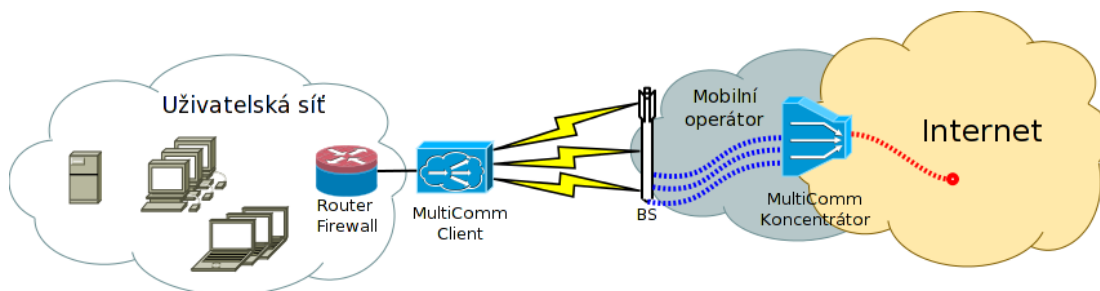 Uživatelská síť
Router
Firewall
MultiComm
Client
BS
Mobilní
operátor
MultiComm
Koncentrátor
Internet